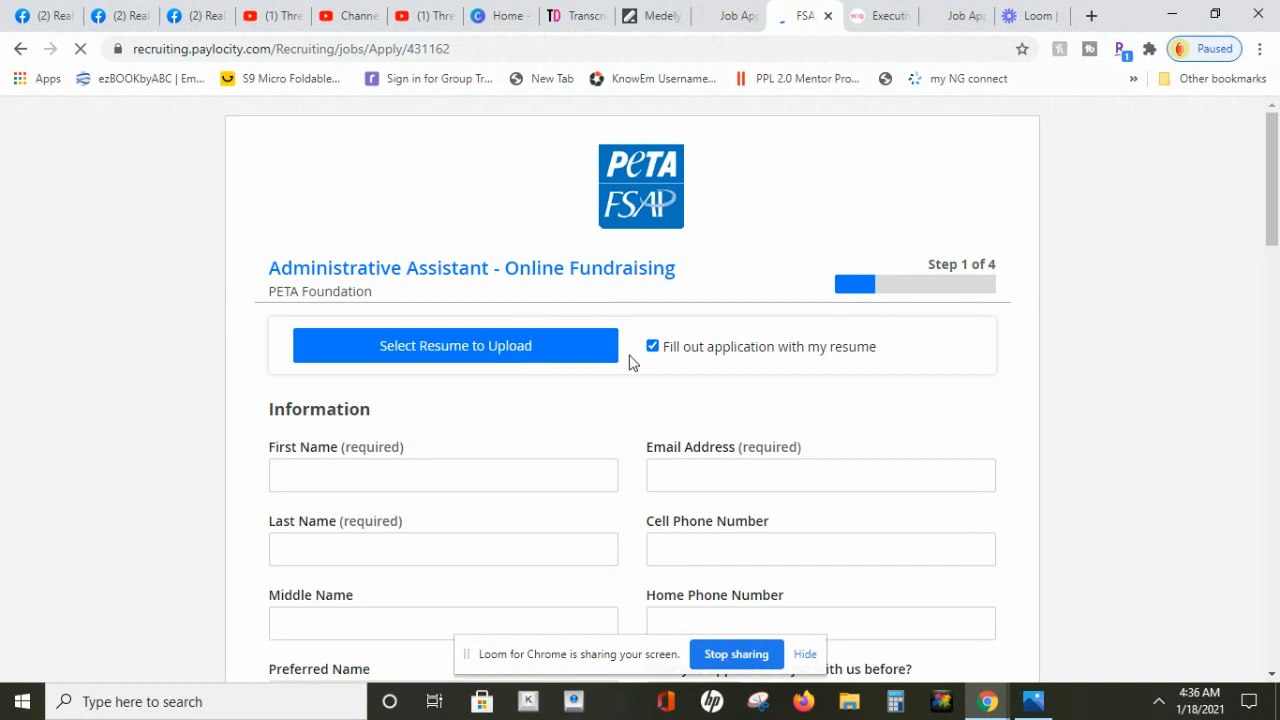 (2) Real
(2) Real
(2) Real
(1) Thre
Channe
(1) Thre
Home -
Transcr
Medely
Job App
FSA
Executi
Job App
Loom |
recruiting.paylocity.com/Recruiting/jobs/Apply/431162
Paused
Apps
ezBOOKbyABC | Em...
S9 Micro Foldable...
Sign in for Group Tr...
New Tab
KnowEm Username...
PPL 2.0 Mentor Pro...
my NG connect
»
Other bookmarks
PETA
FSAP
Administrative Assistant - Online Fundraising
Step 1 of 4
PETA Foundation
Select Resume to Upload
Fill out application with my resume
Information
First Name (required)
Email Address (required)
Last Name (required)
Cell Phone Number
Middle Name
Home Phone Number
Loom for Chrome is sharing your screen.
Stop sharing
Hide
Preferred Name
with us before?
Type here to search
4:36 AM
1/18/2021